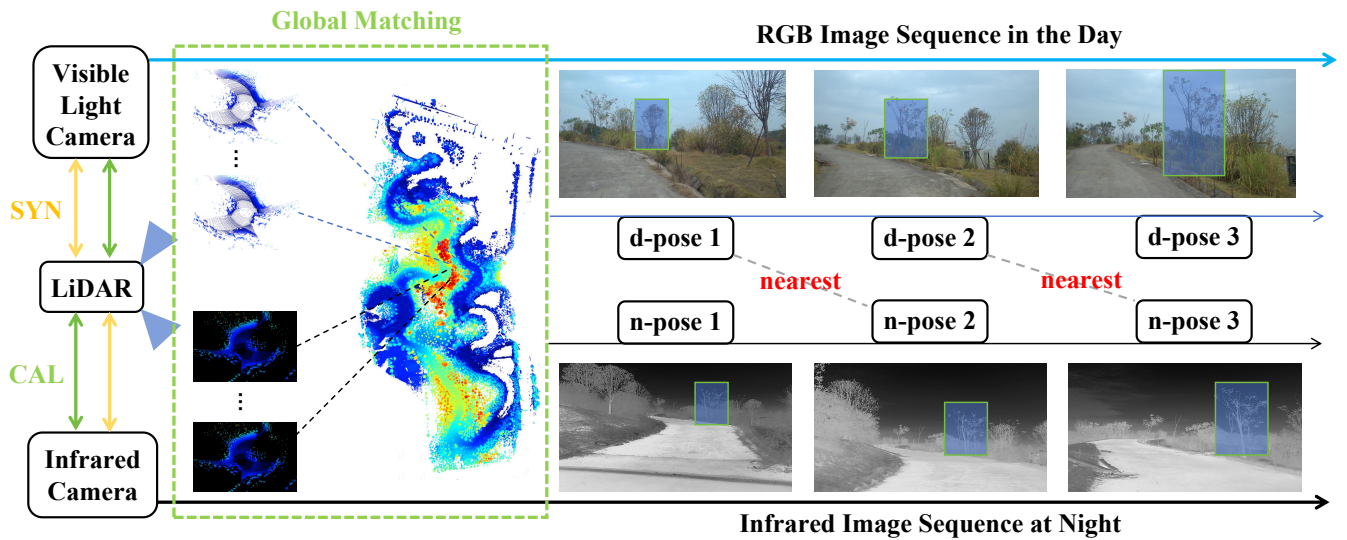 Global Matching
RGB Image Sequence in the Day
Visible
Light
Camera
SYN
LiDAR
CAL
Infrared
Camera
⋮
⋮
d-pose 1
d-pose 2
d-pose 3
nearest
nearest
n-pose 1
n-pose 2
n-pose 3
Infrared Image Sequence at Night